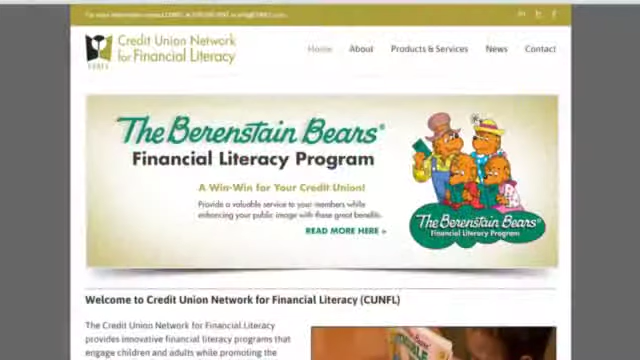 Credit Union Network
for Financial Literacy
CUNFL
Home About Products & Services News Contact
The Berenstain Bears®
Financial Literacy Program
A Win-Win for Your Credit Union!
Provide a valuable service to your members while
enhancing your public image with these great benefits.
READ MORE HERE »
The Berenstain Bears®
Financial Literacy Program
Welcome to Credit Union Network for Financial Literacy (CUNFL)
The Credit Union Network for Financial Literacy
provides innovative financial literacy programs that
engage children and adults while promoting the